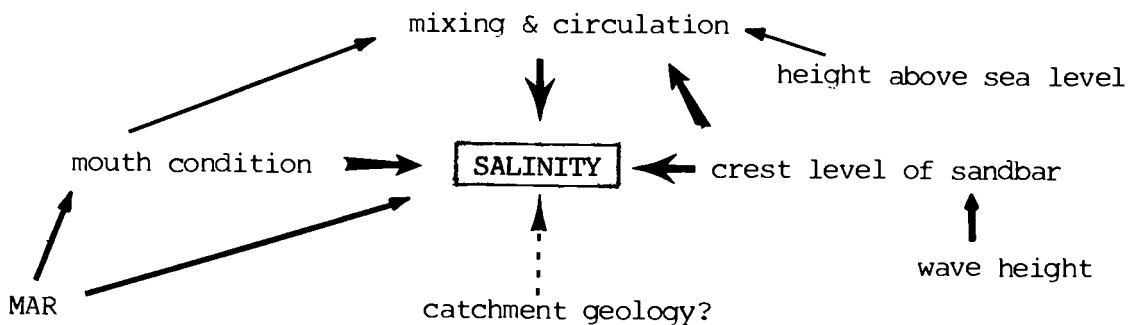 mixing & circulation
height above sea level
mouth condition
SALINITY
crest level of sandbar
wave height
MAR
catchment geology?